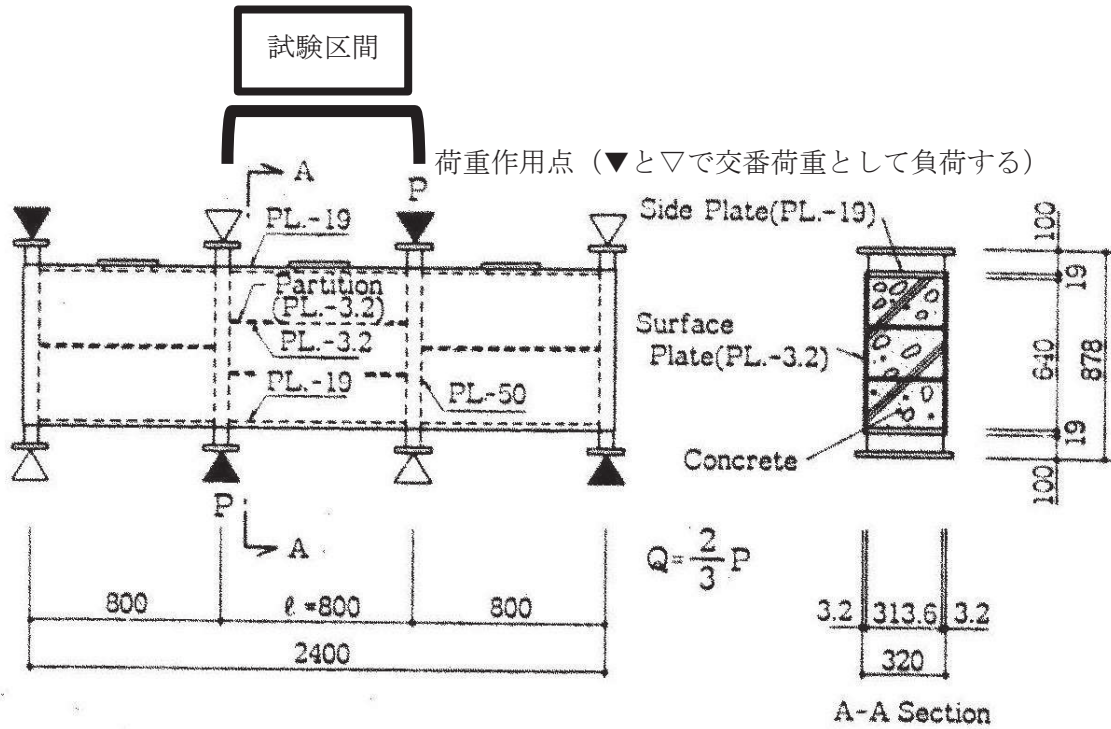 試験区間
荷重作用点（▼と▽で交番荷重として負荷する）
A
P
PL.-19
Partition
(PL.-3.2)
PL.-3.2
PL.-19
PL-50
P
A
800
ℓ=800
800
2400
Side Plate(PL.-19)
Surface
Plate(PL.-3.2)
Concrete
100
19
640
878
19
100
Q=2/3 P
3.2
313.6
3.2
320
A-A Section